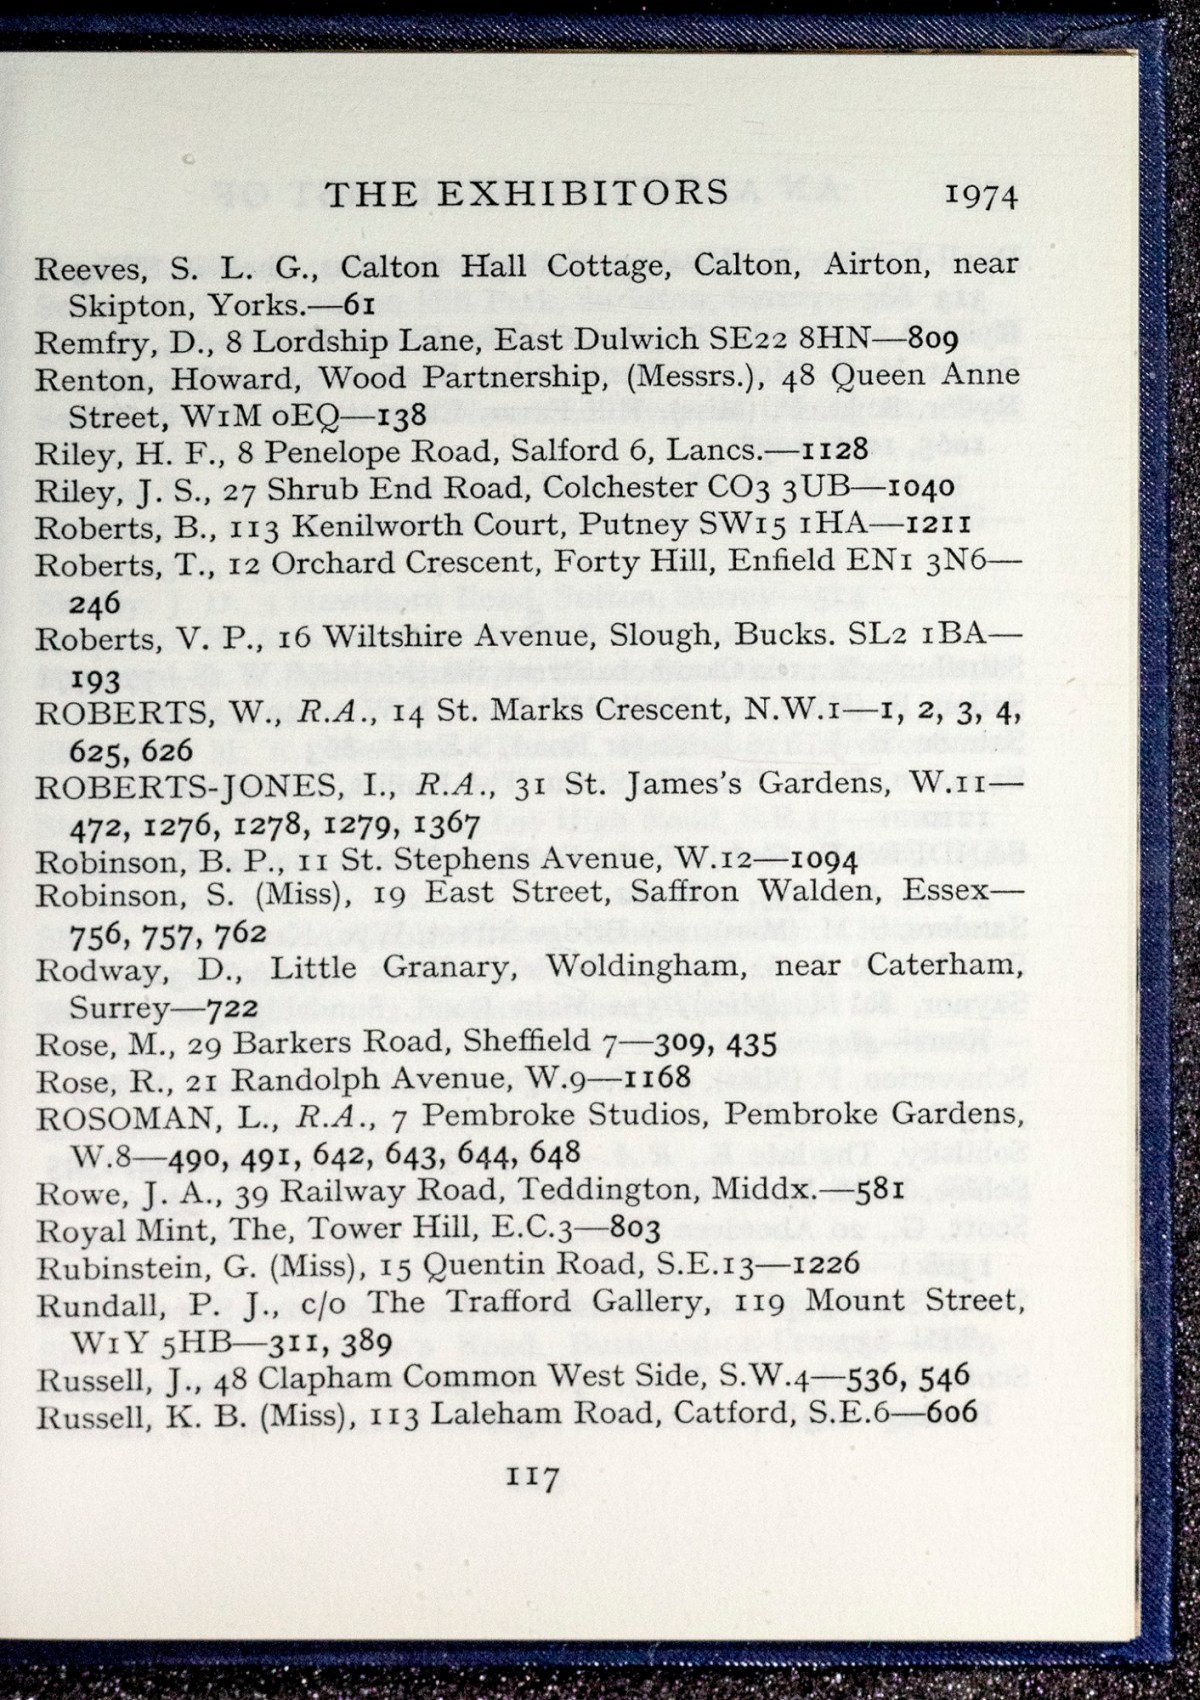 THE EXHIBITORS 1974
Reeves, S. L. G., Calton Hall Cottage, Calton, Airton, near
Skipton, Yorks.—61
Remfry, D., 8 Lordship Lane, East Dulwich SE22 8HN—809
Renton, Howard, Wood Partnership, (Messrs.), 48 Queen Anne
Street, W1M 0EQ—138
Riley, H. F., 8 Penelope Road, Salford 6, Lancs.—1128
Riley, J. S., 27 Shrub End Road, Colchester CO3 3UB—1040
Roberts, B., 113 Kenilworth Court, Putney SW15 1HA—1211
Roberts, T., 12 Orchard Crescent, Forty Hill, Enfield EN1 3N6—
246
Roberts, V. P., 16 Wiltshire Avenue, Slough, Bucks. SL2 1BA—
193
ROBERTS, W., R.A., 14 St. Marks Crescent, N.W.1—1, 2, 3, 4,
625, 626
ROBERTS-JONES, I., R.A., 31 St. James's Gardens, W.11—
472, 1276, 1278, 1279, 1367
Robinson, B. P., 11 St. Stephens Avenue, W.12—1094
Robinson, S. (Miss), 19 East Street, Saffron Walden, Essex—
756, 757, 762
Rodway, D., Little Granary, Woldingham, near Caterham,
Surrey—722
Rose, M., 29 Barkers Road, Sheffield 7—309, 435
Rose, R., 21 Randolph Avenue, W.9—1168
ROSOMAN, L., R.A., 7 Pembroke Studios, Pembroke Gardens,
W.8—490, 491, 642, 643, 644, 648
Rowe, J. A., 39 Railway Road, Teddington, Middx.—581
Royal Mint, The, Tower Hill, E.C.3—803
Rubinstein, G. (Miss), 15 Quentin Road, S.E.13—1226
Rundall, P. J., c/o The Trafford Gallery, 119 Mount Street,
W1Y 5HB—311, 389
Russell, J., 48 Clapham Common West Side, S.W.4—536, 546
Russell, K. B. (Miss), 113 Laleham Road, Catford, S.E.6—606
117